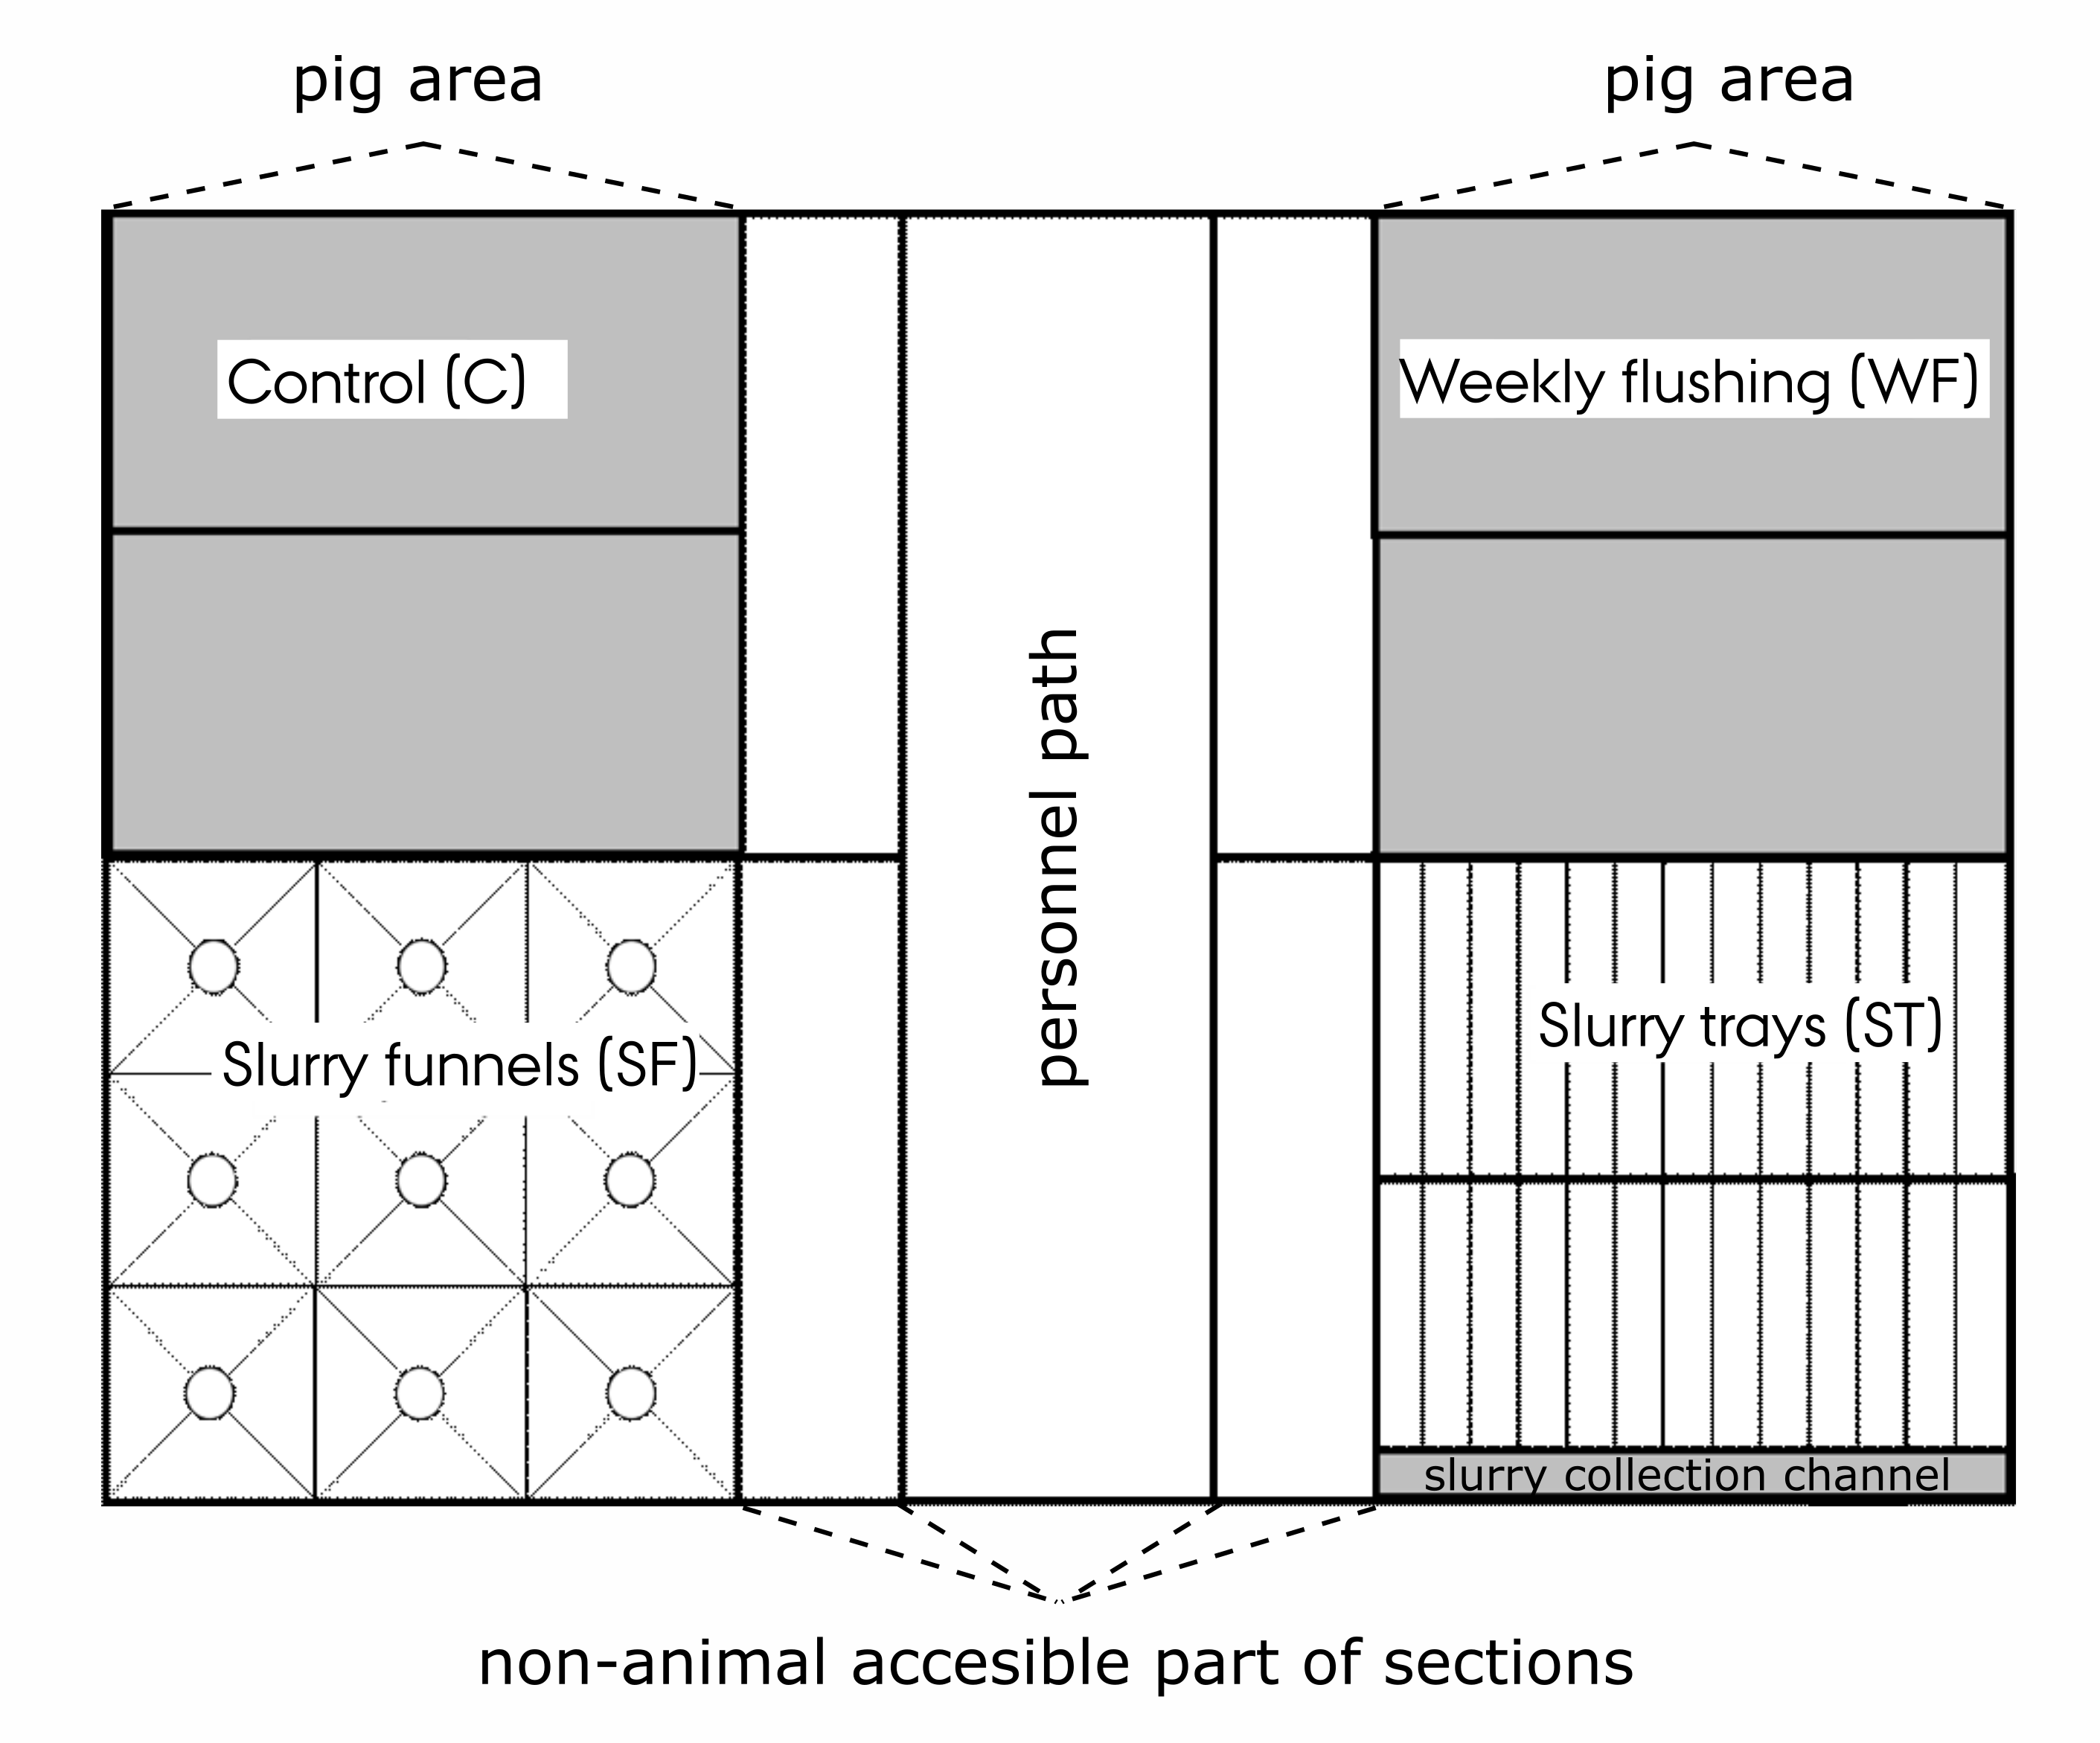 pig area
pig area
Control (C)
Weekly flushing (WF)
personnel path
Slurry funnels (SF)
Slurry trays (ST)
slurry collection channel
non-animal accesible part of sections